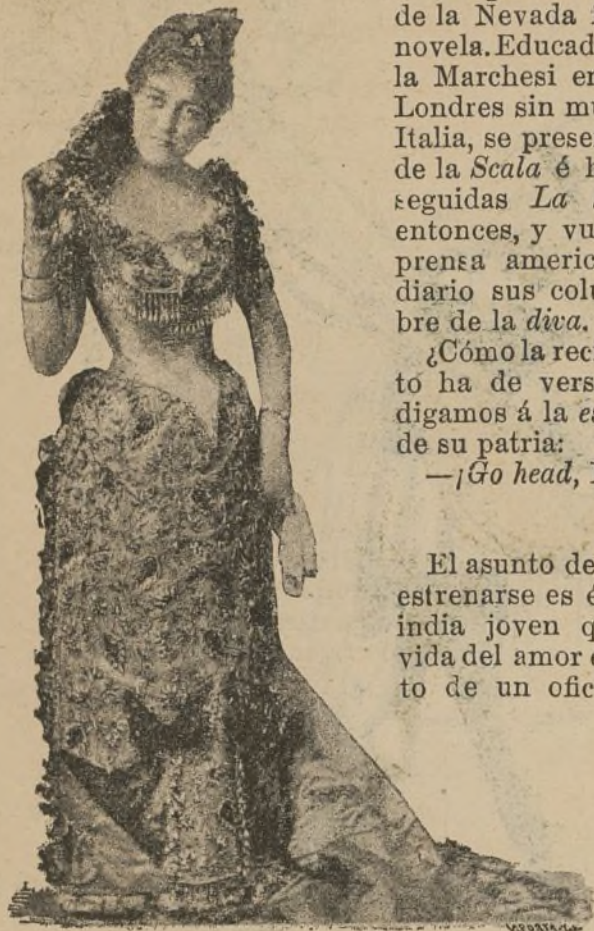 de la Nevada
novela. Educad
la Marchesi en
Londres sin mu
Italia, se prese
de la Scala é h
seguidas La
entonces, y vu
prensa americ
diario sus colu
bre de la diva.
¿Cómo la rec
to ha de vers
digamos á la e
de su patria:
—¡Go head,
El asunto de
estrenarse es é
india joven q
vida del amor
to de un ofic